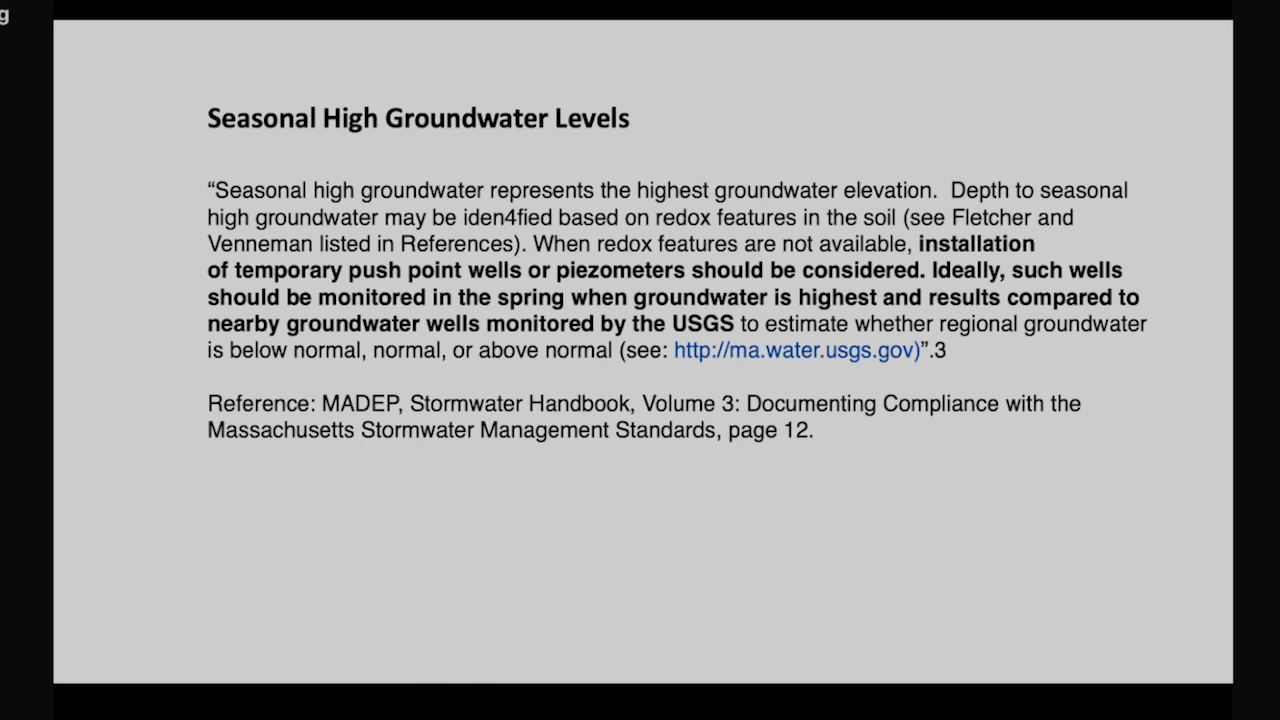 g
Seasonal High Groundwater Levels
“Seasonal high groundwater represents the highest groundwater elevation.  Depth to seasonal
high groundwater may be iden4fied based on redox features in the soil (see Fletcher and
Venneman listed in References). When redox features are not available, installation
of temporary push point wells or piezometers should be considered. Ideally, such wells
should be monitored in the spring when groundwater is highest and results compared to
nearby groundwater wells monitored by the USGS to estimate whether regional groundwater
is below normal, normal, or above normal (see: http://ma.water.usgs.gov)”.3
Reference: MADEP, Stormwater Handbook, Volume 3: Documenting Compliance with the
Massachusetts Stormwater Management Standards, page 12.